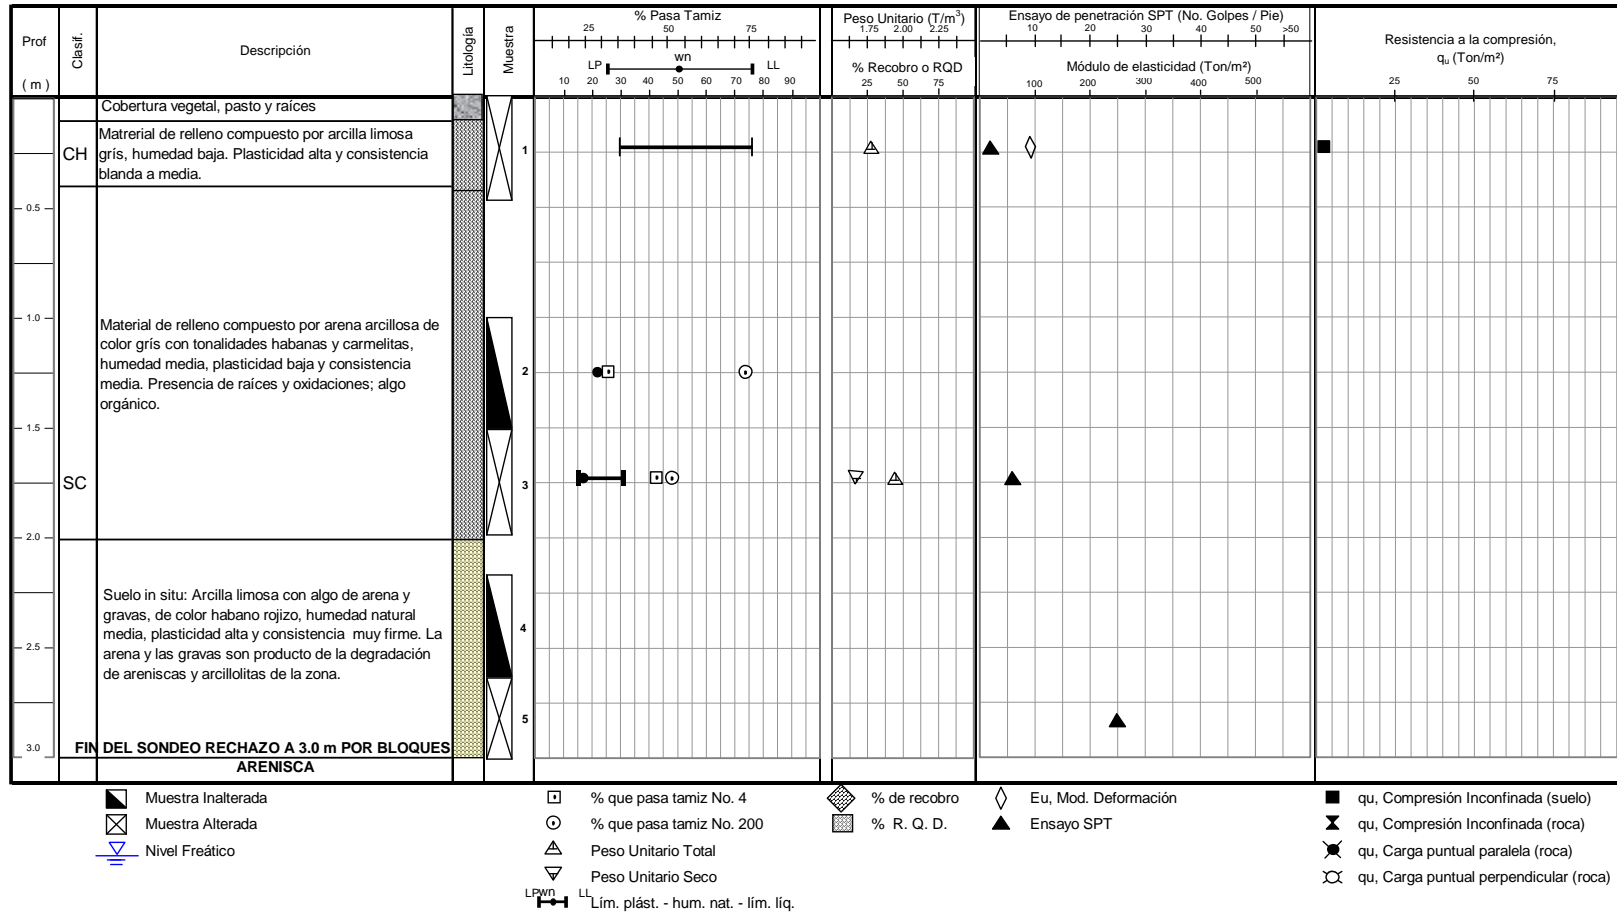 Prof
( m )
Clasif.
Descripción
Litología
Muestra
% Pasa Tamiz
25 50 75
LP wn LL
10 20 30 40 50 60 70 80 90
Peso Unitario (T/m³)
1.75 2.00 2.25
% Recobro o RQD
25 50 75
Ensayo de penetración SPT (No. Golpes / Pie)
10 20 30 40 50 >50
Módulo de elasticidad (Ton/m²)
100 200 300 400 500
Resistencia a la compresión,
qu (Ton/m²)
25 50 75
Cobertura vegetal, pasto y raíces
CH
Matrerial de relleno compuesto por arcilla limosa
grís, humedad baja. Plasticidad alta y consistencia
blanda a media.
1
0.5
1.0
Material de relleno compuesto por arena arcillosa de
color grís con tonalidades habanas y carmelitas,
humedad media, plasticidad baja y consistencia
media. Presencia de raíces y oxidaciones; algo
orgánico.
2
1.5
SC
3
2.0
Suelo in situ: Arcilla limosa con algo de arena y
gravas, de color habano rojizo, humedad natural
media, plasticidad alta y consistencia muy firme. La
arena y las gravas son producto de la degradación
de areniscas y arcillolitas de la zona.
4
2.5
5
3.0
FIN DEL SONDEO RECHAZO A 3.0 m POR BLOQUES
ARENISCA
Muestra Inalterada
Muestra Alterada
Nivel Freático
% que pasa tamiz No. 4
% que pasa tamiz No. 200
Peso Unitario Total
Peso Unitario Seco
LP wn LL
Lím. plást. - hum. nat. - lím. líq.
% de recobro
% R. Q. D.
Eu, Mod. Deformación
Ensayo SPT
qu, Compresión Inconfinada (suelo)
qu, Compresión Inconfinada (roca)
qu, Carga puntual paralela (roca)
qu, Carga puntual perpendicular (roca)